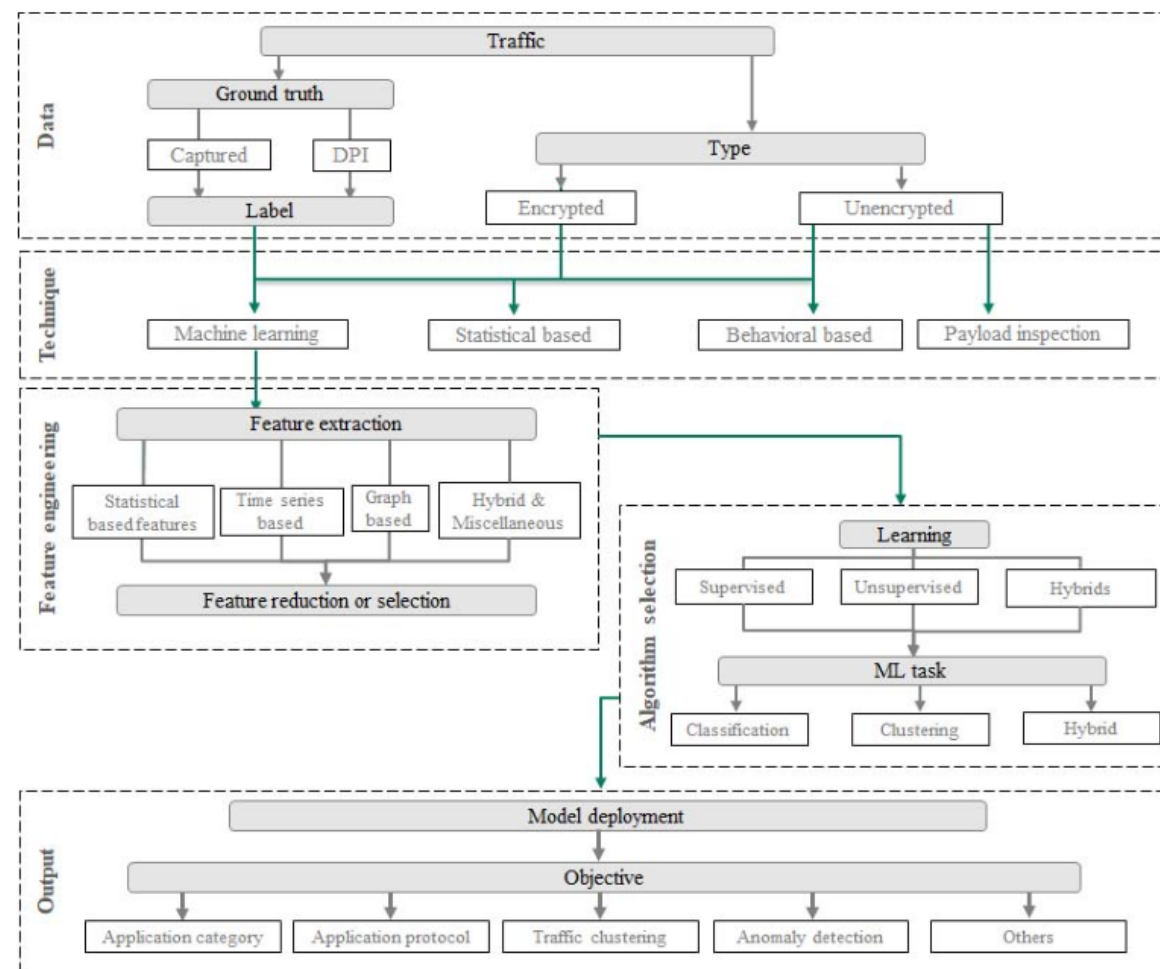 Data
Traffic
Ground truth
Captured
DPI
Type
Label
Encrypted
Unencrypted
Technique
Machine learning
Statistical based
Behavioral based
Payload inspection
Feature engineering
Feature extraction
Statistical
based features
Time series
based
Graph
based
Hybrid &
Miscellaneous
Feature reduction or selection
Algorithm selection
Learning
Supervised
Unsupervised
Hybrids
ML task
Classification
Clustering
Hybrid
Output
Model deployment
Objective
Application category
Application protocol
Traffic clustering
Anomaly detection
Others